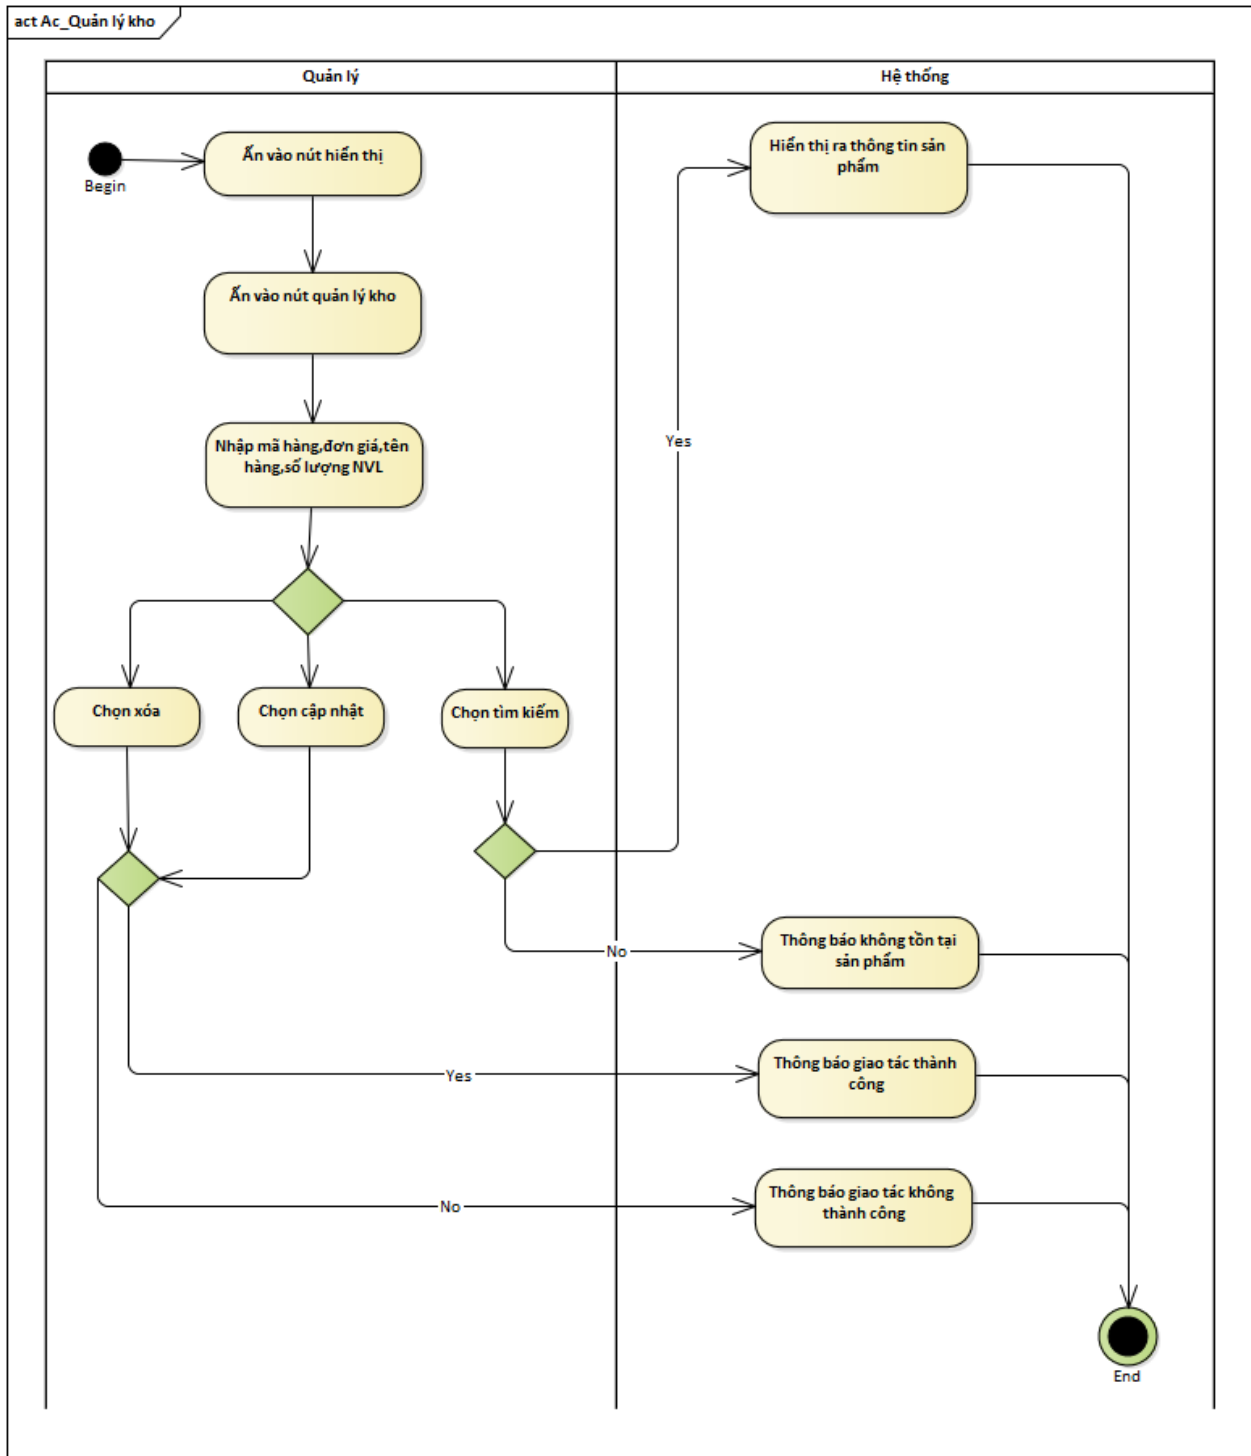 act Ac_Quản lý kho
Quản lý
Hệ thống
Begin
Ấn vào nút hiển thị
Hiển thị ra thông tin sản
phẩm
Ấn vào nút quản lý kho
Nhập mã hàng,đơn giá,tên
hàng,số lượng NVL
Yes
Chọn xóa
Chọn cập nhật
Chọn tìm kiếm
No
Thông báo không tồn tại
sản phẩm
Yes
Thông báo giao tác thành
công
No
Thông báo giao tác không
thành công
End